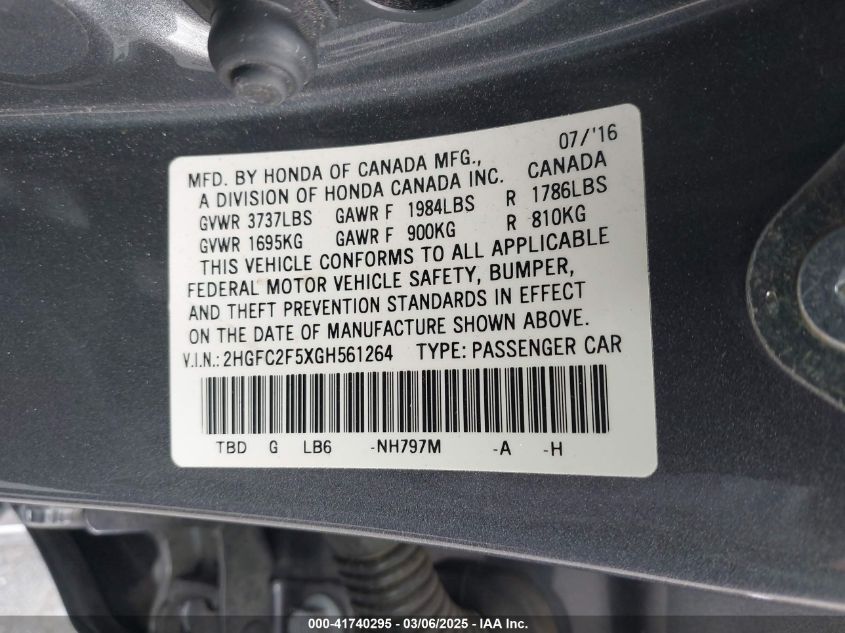 07/'16
MFD. BY HONDA OF CANADA MFG., CANADA
A DIVISION OF HONDA CANADA INC.
GVWR 3737LBS GAWR F 1984LBS R 1786LBS
GVWR 1695KG GAWR F 900KG R 810KG
THIS VEHICLE CONFORMS TO ALL APPLICABLE
FEDERAL MOTOR VEHICLE SAFETY, BUMPER,
AND THEFT PREVENTION STANDARDS IN EFFECT
ON THE DATE OF MANUFACTURE SHOWN ABOVE.
V.I.N.: 2HGFC2F5XGH561264 TYPE: PASSENGER CAR
TBD G LB6 -NH797M -A -H
000-41740295 - 03/06/2025 - IAA Inc.